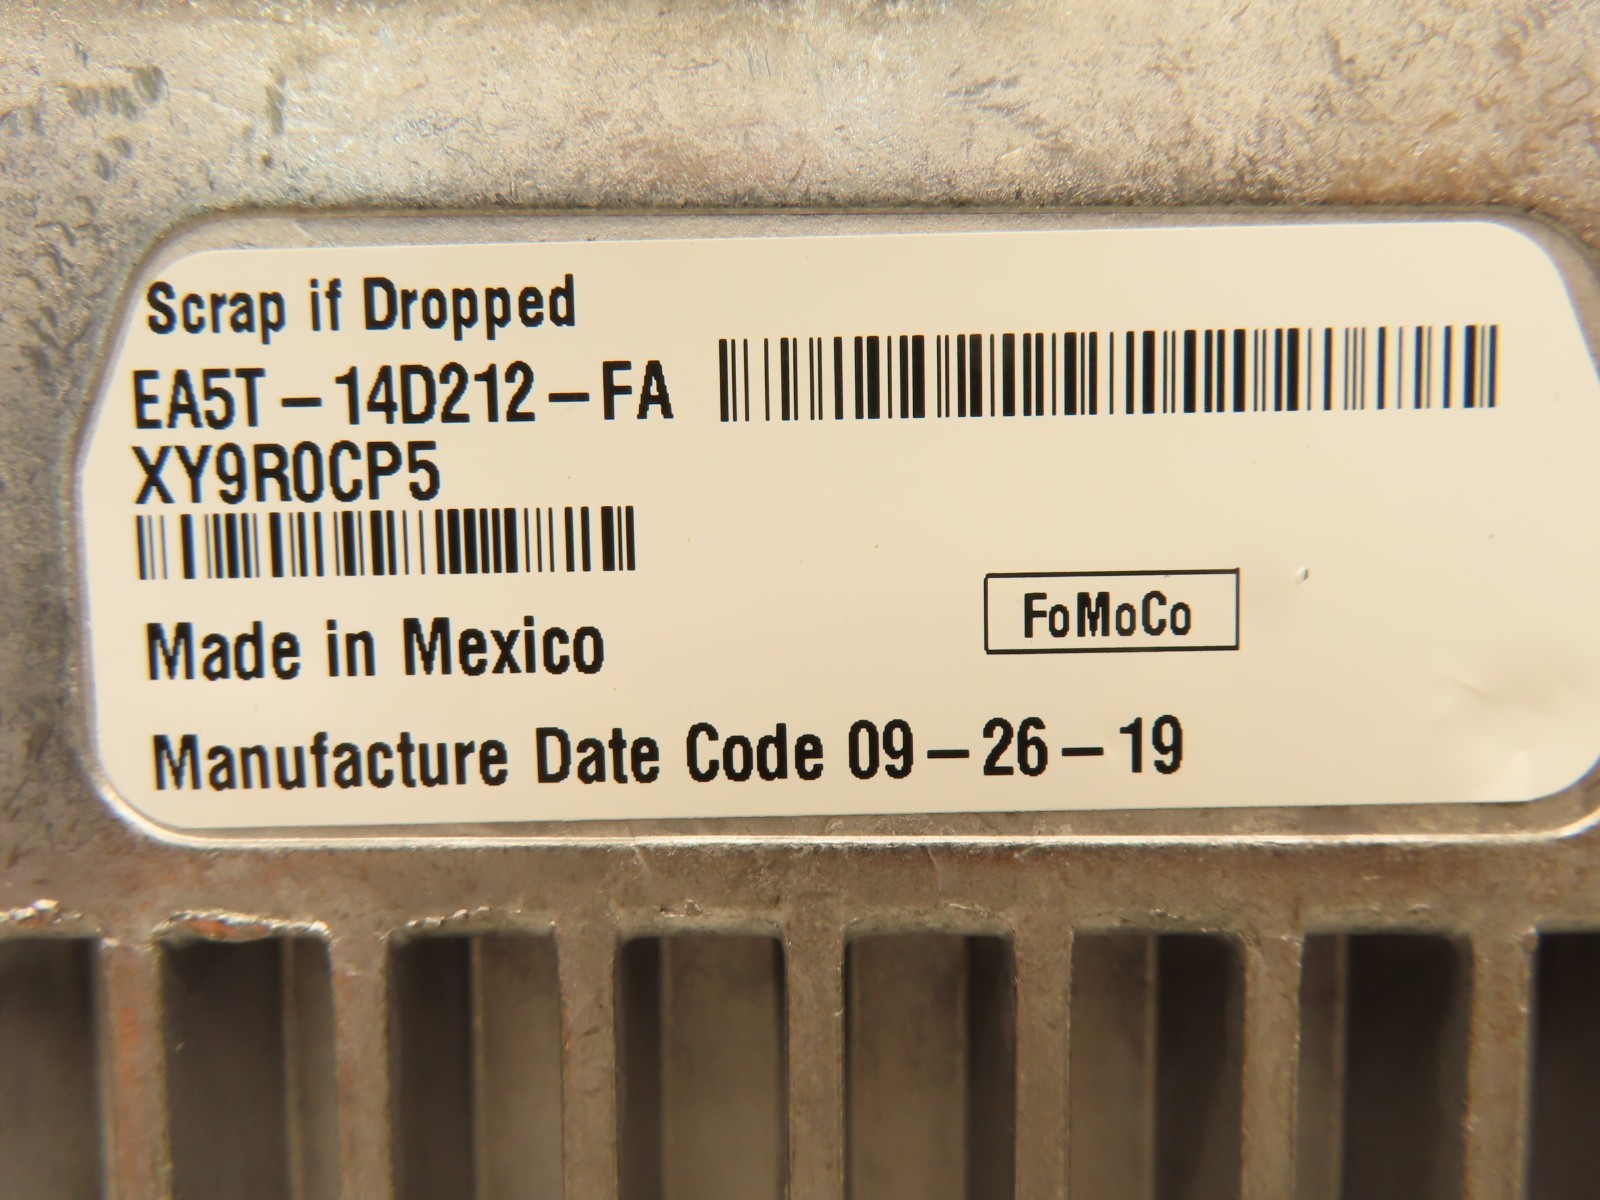 Scrap if Dropped
EA5T-14D212-FA
XY9R0CP5
Made in Mexico
FoMoCo
Manufacture Date Code 09-26-19